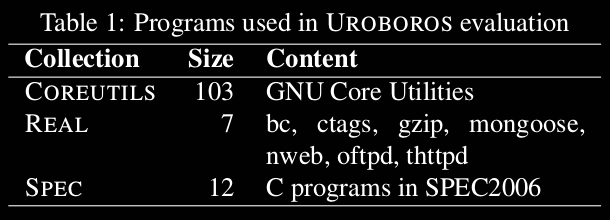 Table 1: Programs used in UROBOROS evaluation
Collection Size Content
COREUTILS 103 GNU Core Utilities
REAL 7 bc, ctags, gzip, mongoose,
nweb, oftpd, thttpd
SPEC 12 C programs in SPEC2006